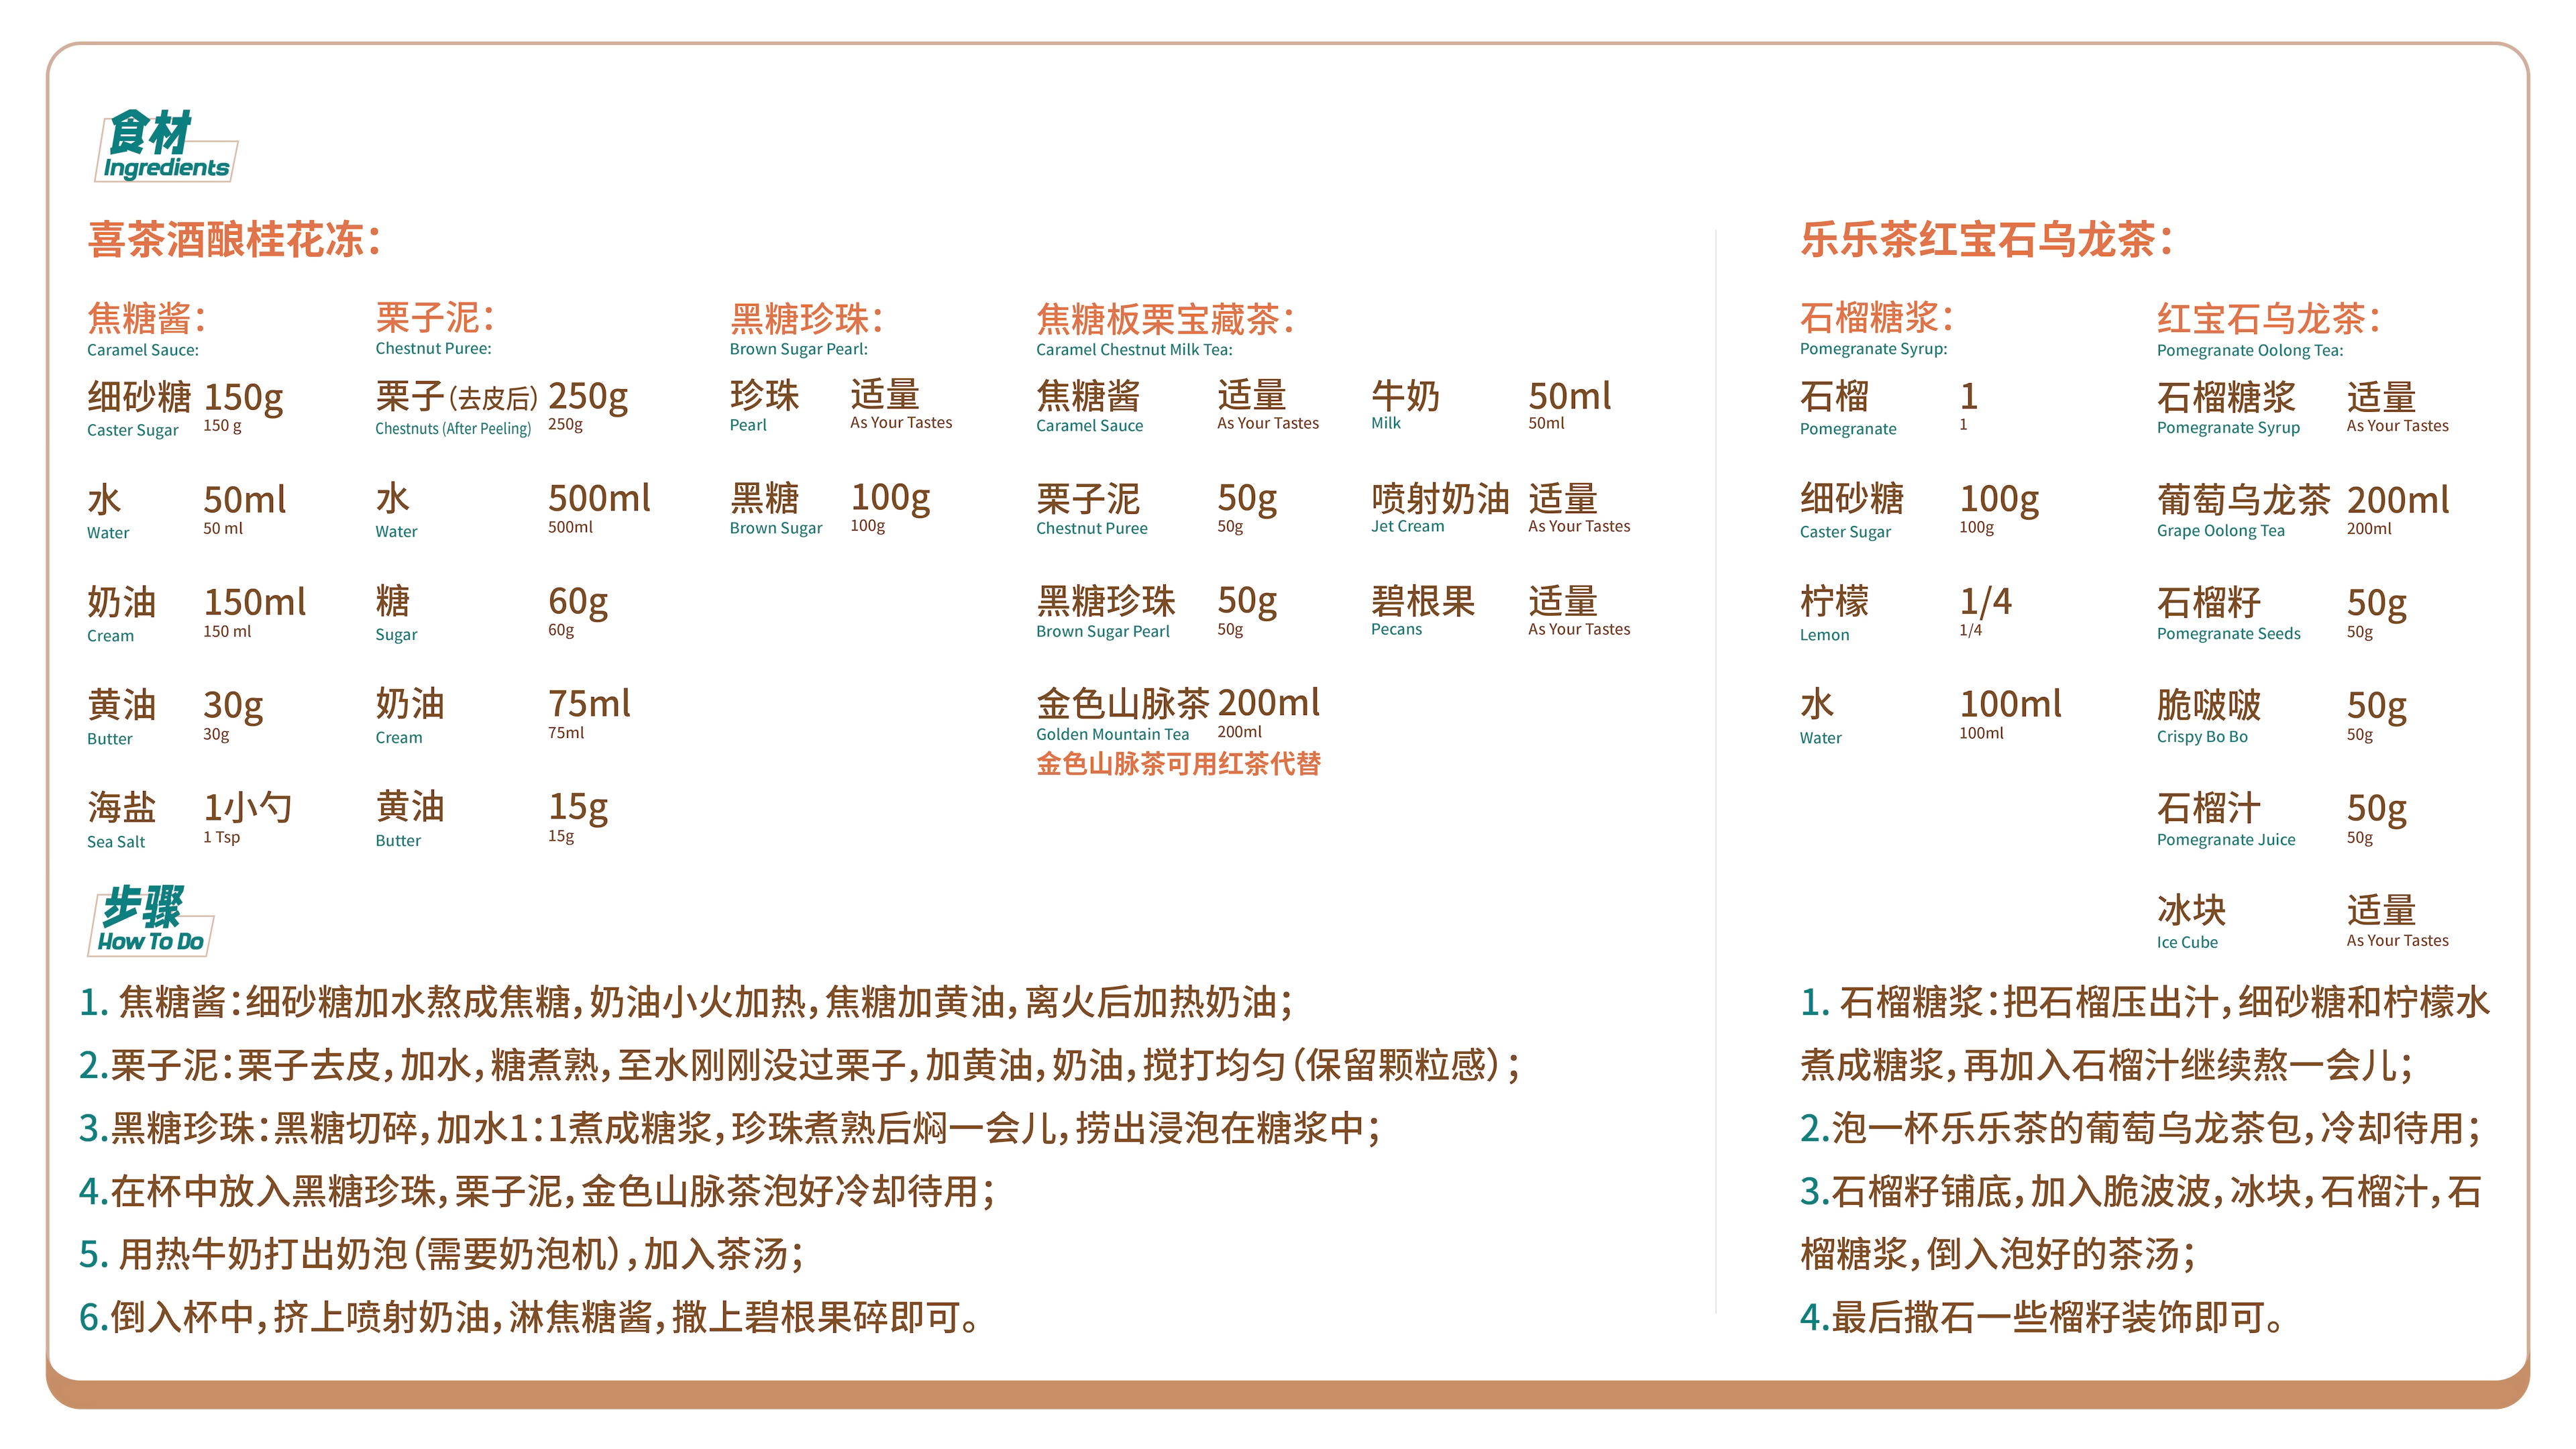 食材
Ingredients
喜茶酒酿桂花冻：
焦糖酱：
Caramel Sauce:
细砂糖 150g
Caster Sugar 150 g
水 50ml
Water 50 ml
奶油 150ml
Cream 150 ml
黄油 30g
Butter 30g
海盐 1小勺
Sea Salt 1 Tsp
栗子泥：
Chestnut Puree:
栗子（去皮后） 250g
Chestnuts (After Peeling) 250g
水 500ml
Water 500ml
糖 60g
Sugar 60g
奶油 75ml
Cream 75ml
黄油 15g
Butter 15g
黑糖珍珠：
Brown Sugar Pearl:
珍珠 适量
Pearl As Your Tastes
黑糖 100g
Brown Sugar 100g
焦糖板栗宝藏茶：
Caramel Chestnut Milk Tea:
焦糖酱 适量 牛奶 50ml
Caramel Sauce As Your Tastes Milk 50ml
栗子泥 50g 喷射奶油 适量
Chestnut Puree 50g Jet Cream As Your Tastes
黑糖珍珠 50g 碧根果 适量
Brown Sugar Pearl 50g Pecans As Your Tastes
金色山脉茶 200ml
Golden Mountain Tea 200ml
金色山脉茶可用红茶代替
步骤
How To Do
1. 焦糖酱：细砂糖加水熬成焦糖，奶油小火加热，焦糖加黄油，离火后加热奶油；
2.栗子泥：栗子去皮，加水，糖煮熟，至水刚刚没过栗子，加黄油，奶油，搅打均匀（保留颗粒感）；
3.黑糖珍珠：黑糖切碎，加水1：1煮成糖浆，珍珠煮熟后焖一会儿，捞出浸泡在糖浆中；
4.在杯中放入黑糖珍珠，栗子泥，金色山脉茶泡好冷却待用；
5. 用热牛奶打出奶泡（需要奶泡机），加入茶汤；
6.倒入杯中，挤上喷射奶油，淋焦糖酱，撒上碧根果碎即可。
乐乐茶红宝石乌龙茶：
石榴糖浆：
Pomegranate Syrup:
石榴 1
Pomegranate 1
细砂糖 100g
Caster Sugar 100g
柠檬 1/4
Lemon 1/4
水 100ml
Water 100ml
红宝石乌龙茶：
Pomegranate Oolong Tea:
石榴糖浆 适量
Pomegranate Syrup As Your Tastes
葡萄乌龙茶 200ml
Grape Oolong Tea 200ml
石榴籽 50g
Pomegranate Seeds 50g
脆啵啵 50g
Crispy Bo Bo 50g
石榴汁 50g
Pomegranate Juice 50g
冰块 适量
Ice Cube As Your Tastes
1. 石榴糖浆：把石榴压出汁，细砂糖和柠檬水
煮成糖浆，再加入石榴汁继续熬一会儿；
2.泡一杯乐乐茶的葡萄乌龙茶包，冷却待用；
3.石榴籽铺底，加入脆波波，冰块，石榴汁，石
榴糖浆，倒入泡好的茶汤；
4.最后撒石一些榴籽装饰即可。